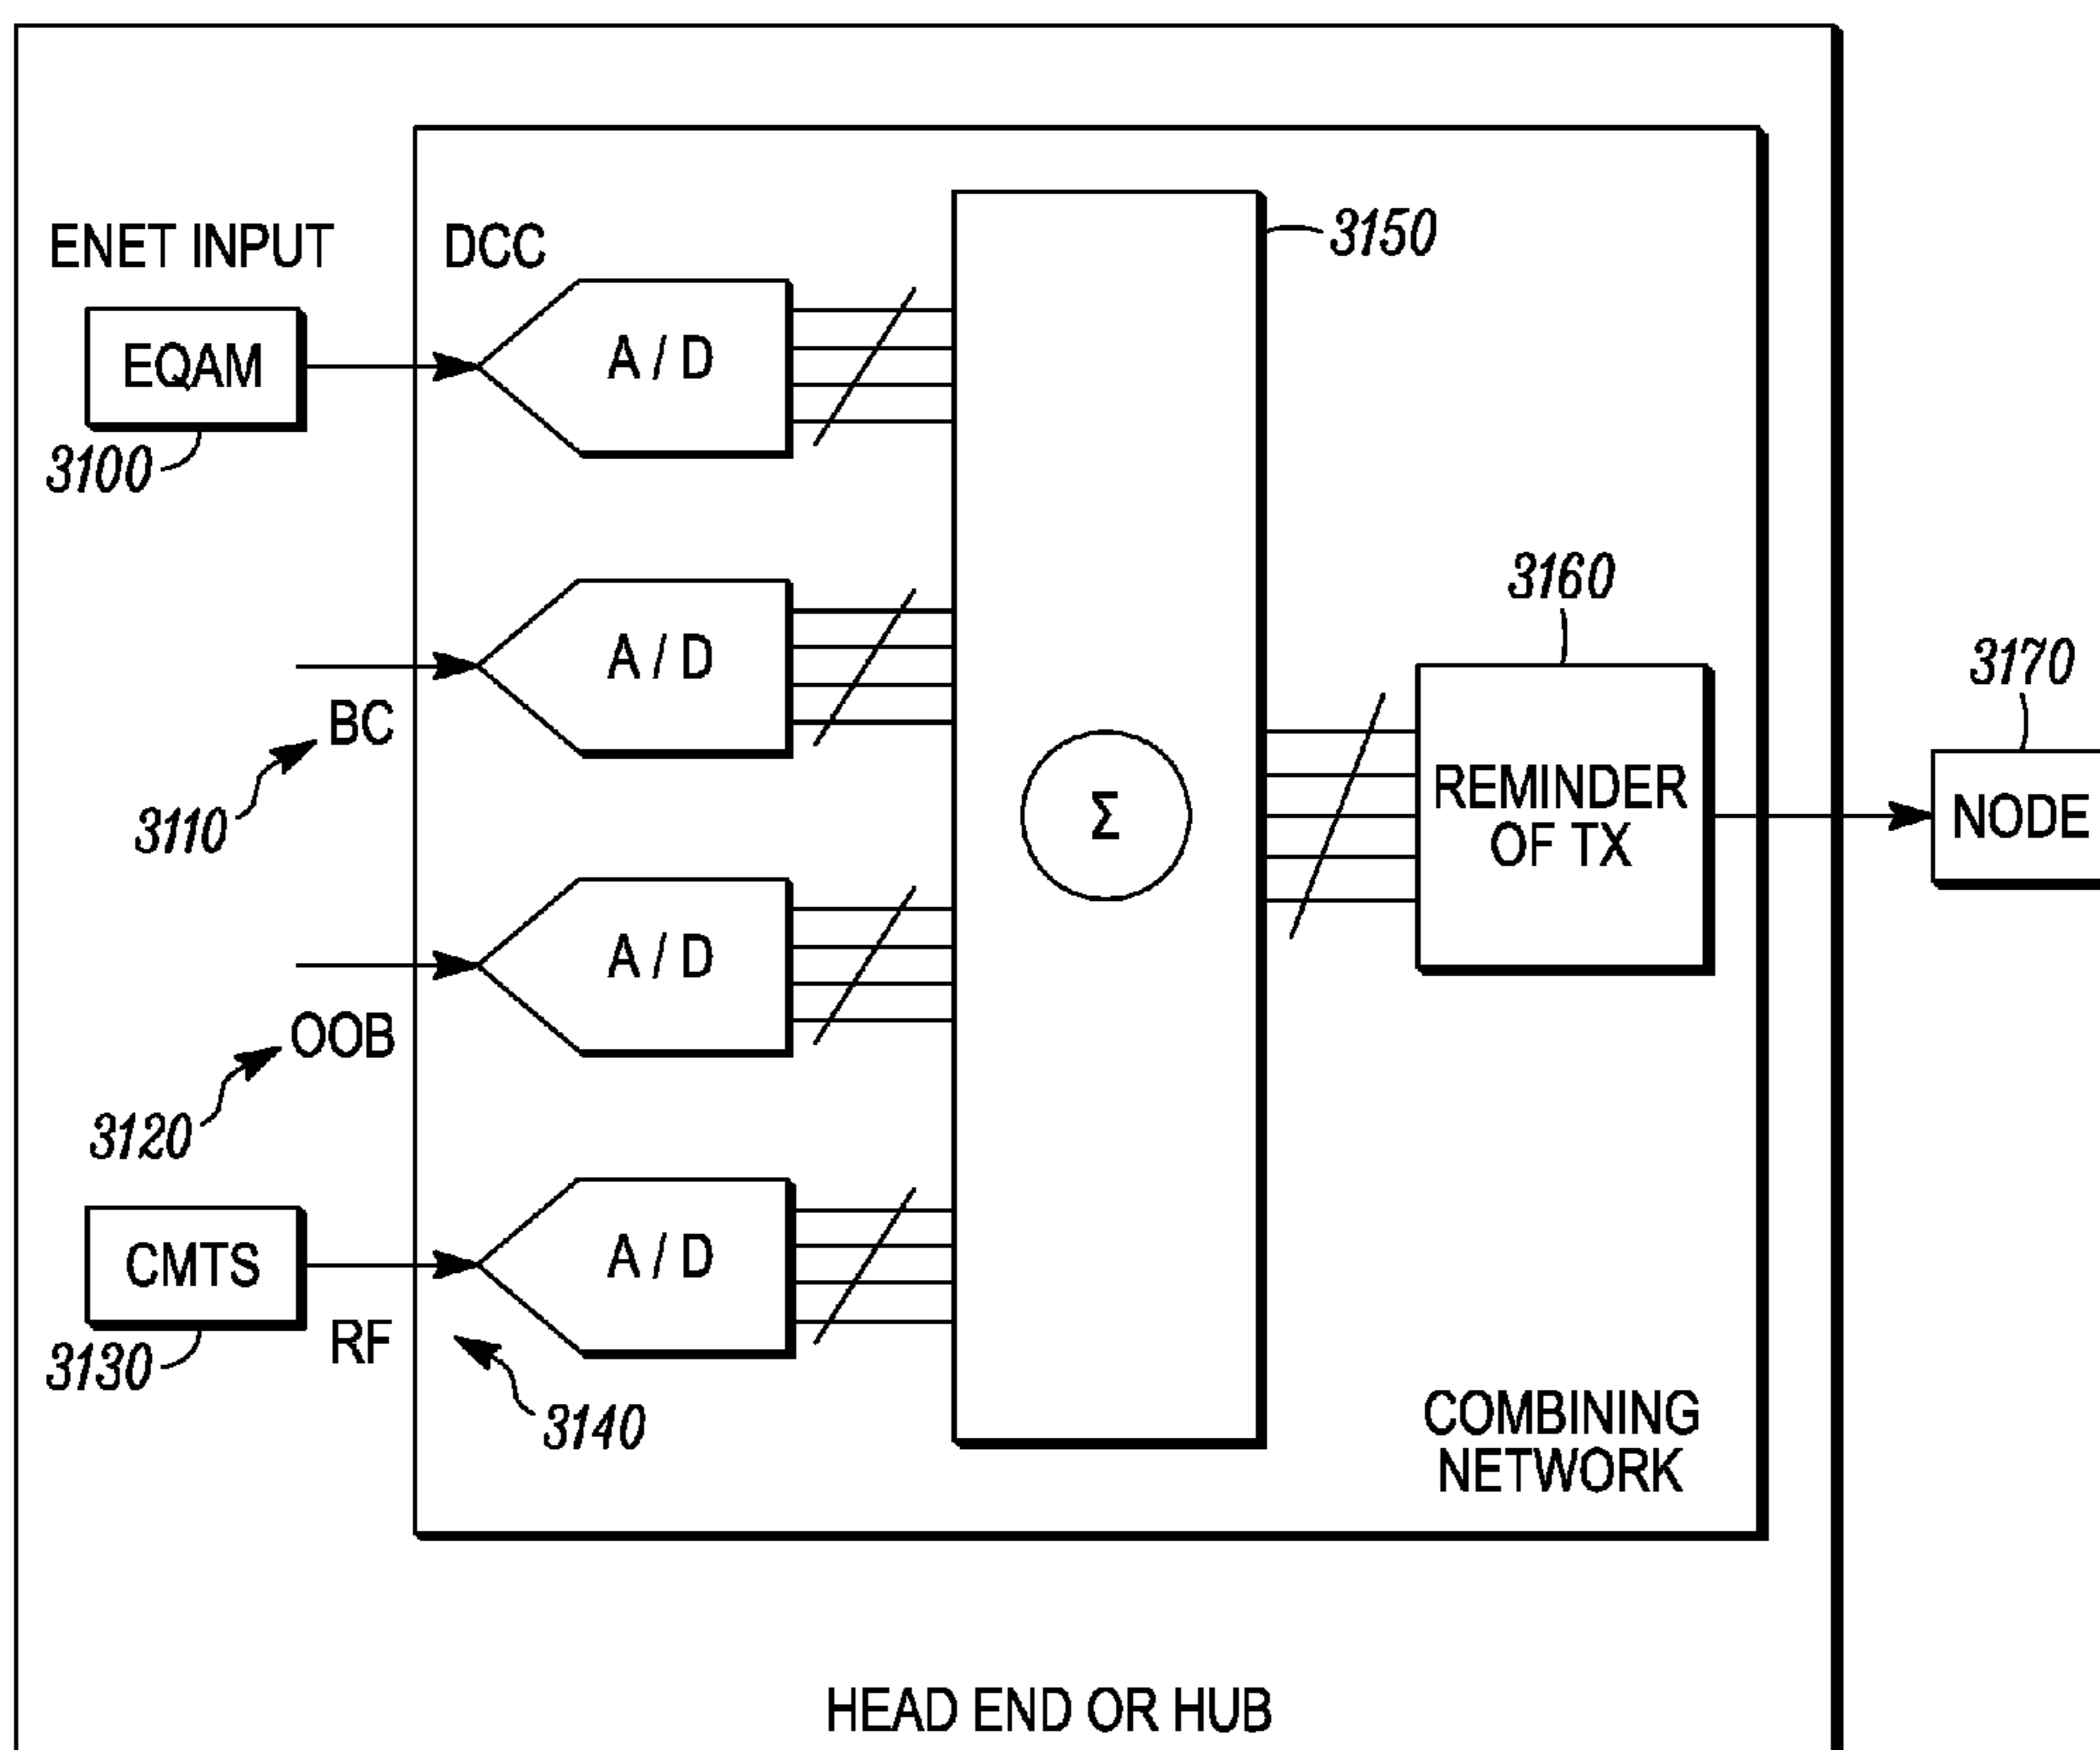 ENET INPUT
DCC
3150
EQAM
A / D
3100
3160
A / D
3170
BC
REMINDER
OF TX
NODE
3110
Σ
A / D
OOB
3120
CMTS
A / D
RF
3130
3140
COMBINING
NETWORK
HEAD END OR HUB